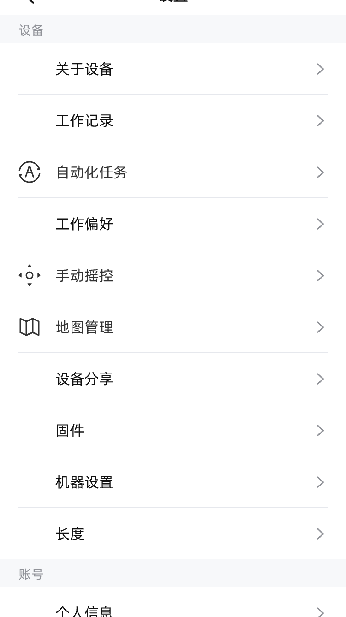 设备
关于设备
工作记录
自动化任务
工作偏好
手动摇控
地图管理
设备分享
固件
机器设置
长度
账号
个人信息